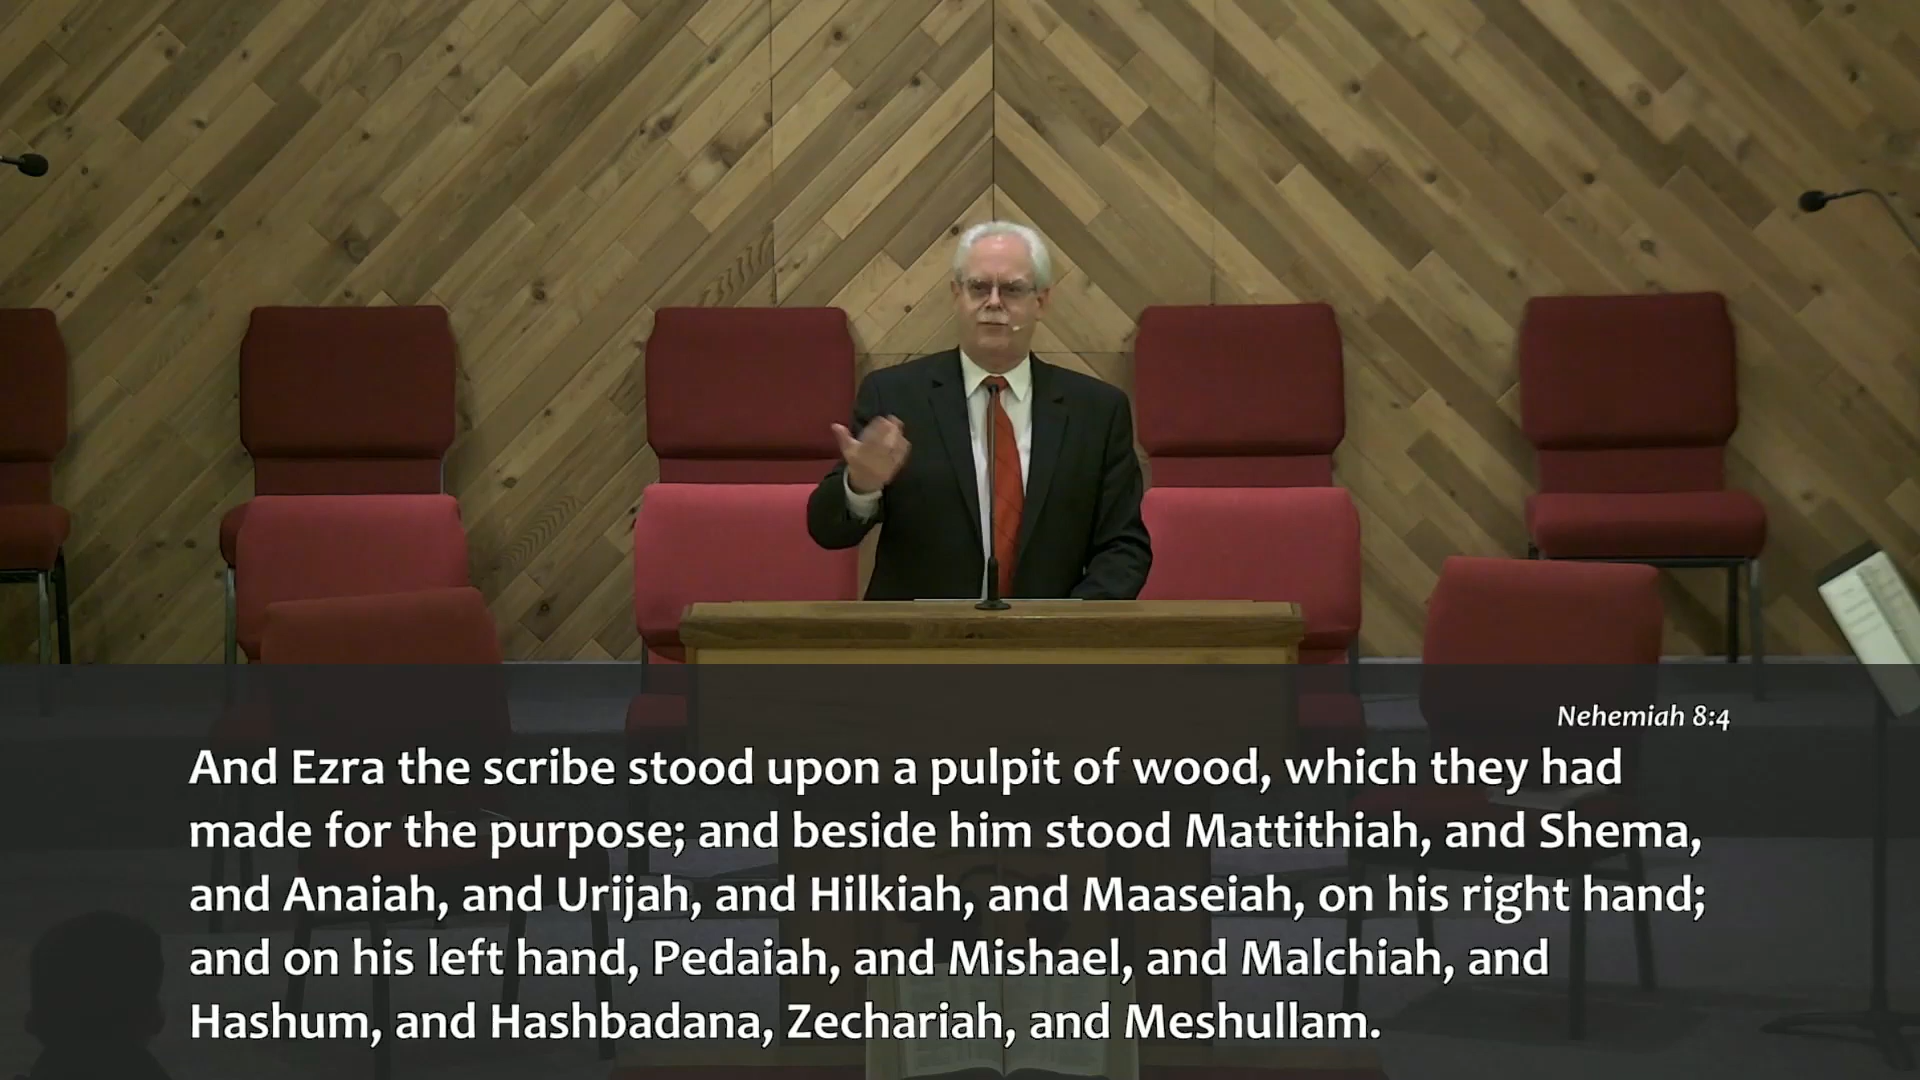 Nehemiah 8:4
And Ezra the scribe stood upon a pulpit of wood, which they had
made for the purpose; and beside him stood Mattithiah, and Shema,
and Anaiah, and Urijah, and Hilkiah, and Maaseiah, on his right hand;
and on his left hand, Pedaiah, and Mishael, and Malchiah, and
Hashum, and Hashbadana, Zechariah, and Meshullam.